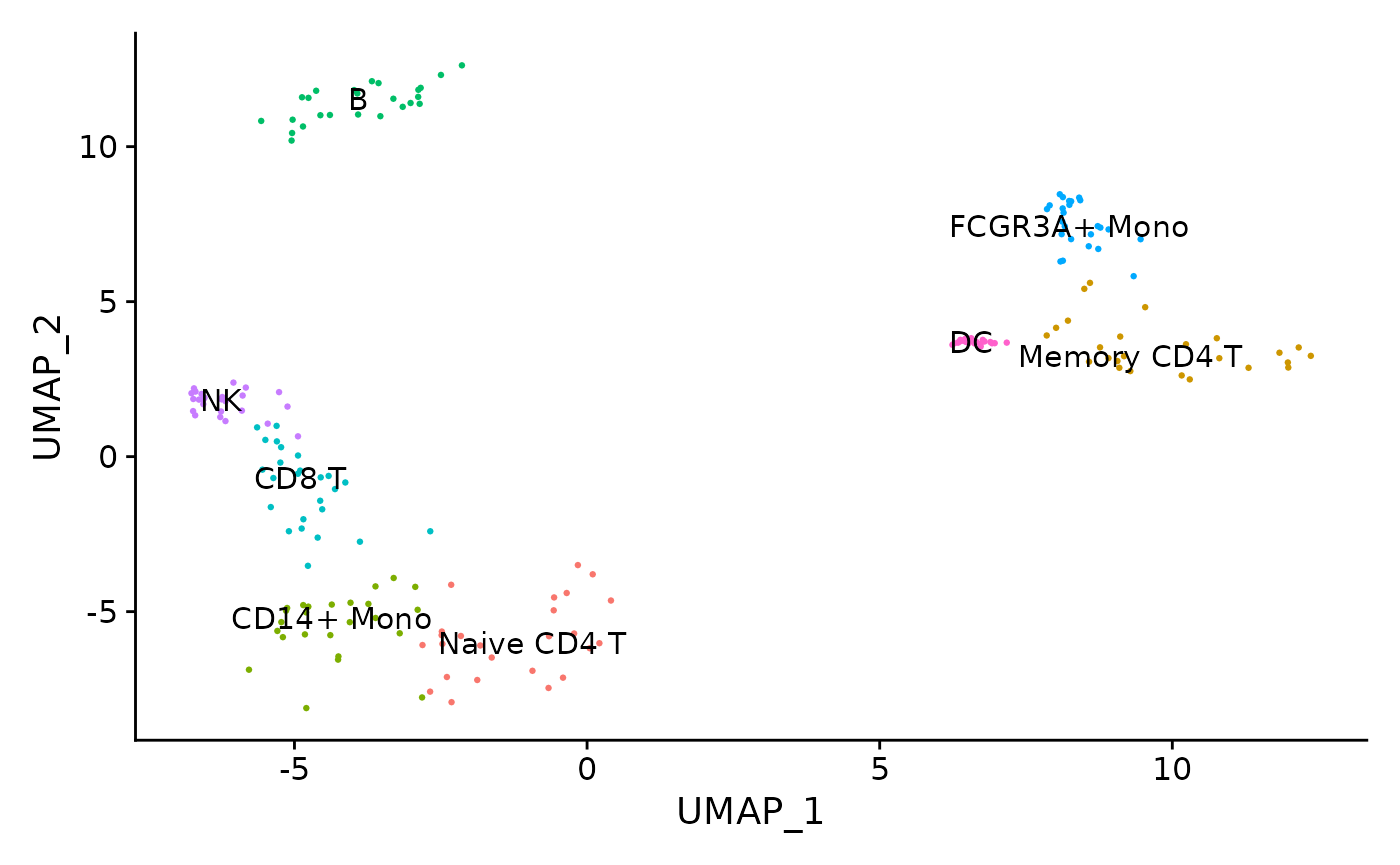 B
10
FCGR3A+ Mono
5
DC
Memory CD4 T
UMAP_2
NK
0
CD8 T
-5
CD14+ Mono
Naive CD4 T
-5 0 5 10
UMAP_1